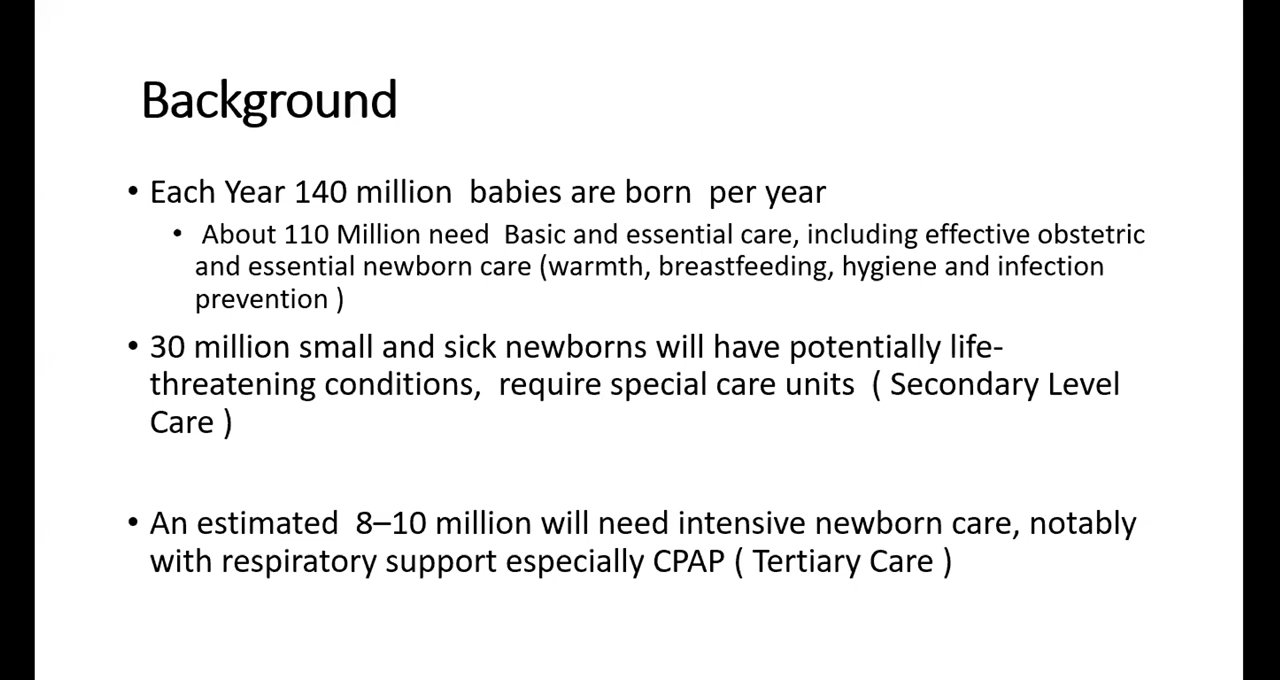 Background
• Each Year 140 million  babies are born  per year
•  About 110 Million need  Basic and essential care, including effective obstetric
and essential newborn care (warmth, breastfeeding, hygiene and infection
prevention )
• 30 million small and sick newborns will have potentially life-
threatening conditions,  require special care units  ( Secondary Level
Care )
• An estimated  8–10 million will need intensive newborn care, notably
with respiratory support especially CPAP ( Tertiary Care )